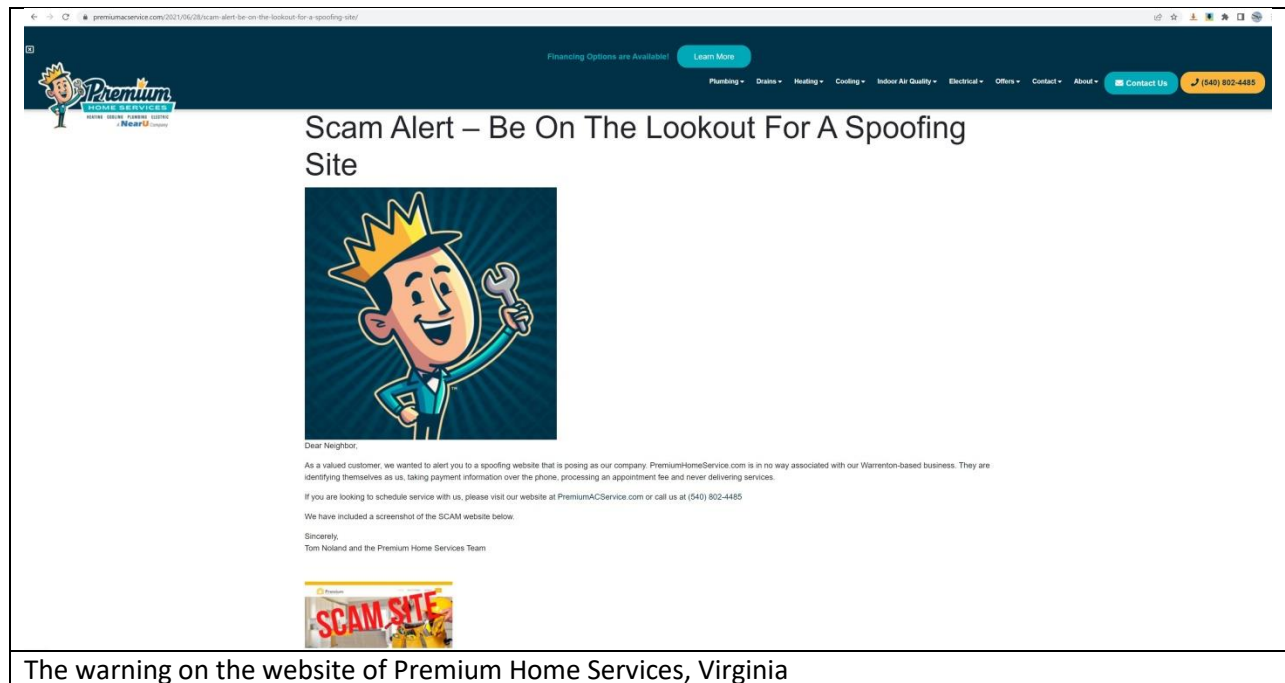 premiumacservice.com/2021/06/28/scam-alert-be-on-the-lookout-for-a-spoofing-site/
Financing Options are Available!
Learn More
Premium
HOME SERVICES
HEATING COOLING PLUMBING ELECTRIC
a NearU Company
Plumbing
Drains
Heating
Cooling
Indoor Air Quality
Electrical
Offers
Contact
About
Contact Us
(540) 802-4485
Scam Alert – Be On The Lookout For A Spoofing
Site
TM
Dear Neighbor,
As a valued customer, we wanted to alert you to a spoofing website that is posing as our company. PremiumHomeService.com is in no way associated with our Warrenton-based business. They are
identifying themselves as us, taking payment information over the phone, processing an appointment fee and never delivering services.
If you are looking to schedule service with us, please visit our website at PremiumACService.com or call us at (540) 802-4485
We have included a screenshot of the SCAM website below.
Sincerely,
Tom Noland and the Premium Home Services Team
Premium
SCAM SITE
The warning on the website of Premium Home Services, Virginia